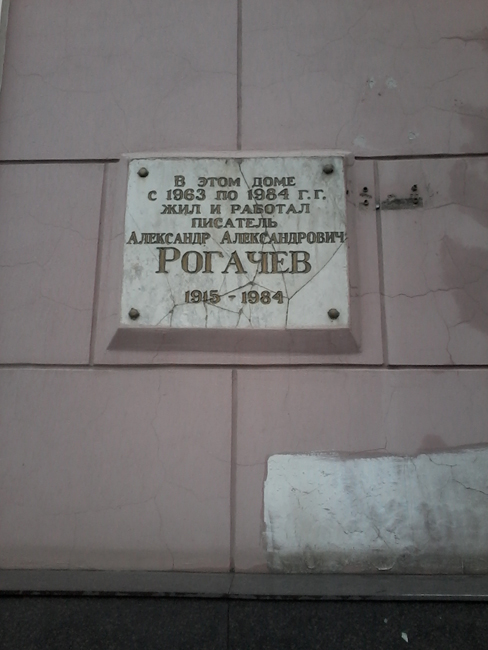 В ЭТОМ ДОМЕ
С 1963 ПО 1984 Г.Г.
ЖИЛ И РАБОТАЛ
ПИСАТЕЛЬ
АЛЕКСАНДР АЛЕКСАНДРОВИЧ
РОГАЧЕВ
1915 - 1984